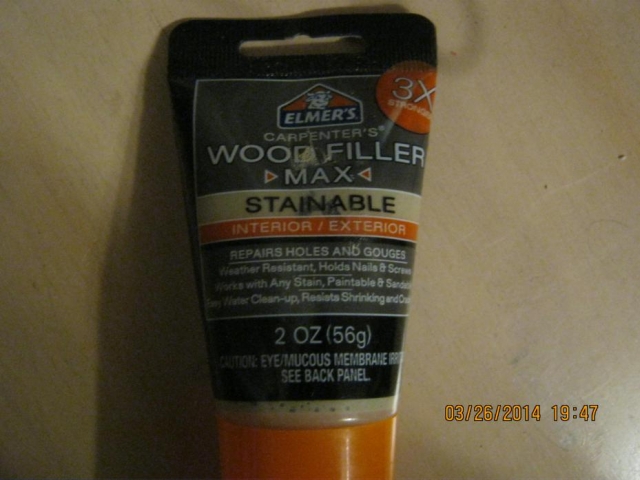 3X
STRONGER
ELMER'S
CARPENTER'S
WOOD FILLER
MAX
STAINABLE
INTERIOR / EXTERIOR
REPAIRS HOLES AND GOUGES
Weather Resistant, Holds Nails & Screws
Works with Any Stain, Paintable & Sandable
Easy Water Clean-up, Resists Shrinking and
2 OZ (56g)
CAUTION: EYE/MUCOUS MEMBRANE
SEE BACK PANEL.
03/26/2014 19:47